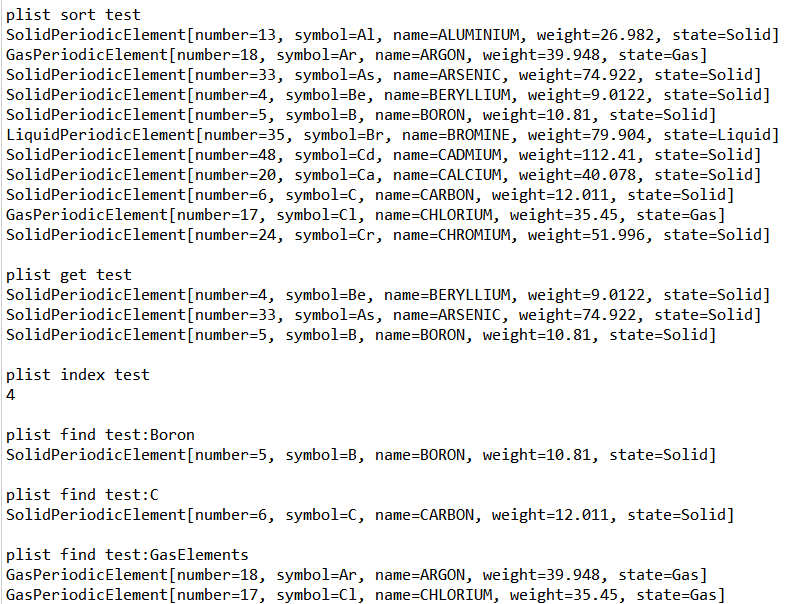 plist sort test
SolidPeriodicElement[number=13, symbol=Al, name=ALUMINIUM, weight=26.982, state=Solid]
GasPeriodicElement[number=18, symbol=Ar, name=ARGON, weight=39.948, state=Gas]
SolidPeriodicElement[number=33, symbol=As, name=ARSENIC, weight=74.922, state=Solid]
SolidPeriodicElement[number=4, symbol=Be, name=BERYLLIUM, weight=9.0122, state=Solid]
SolidPeriodicElement[number=5, symbol=B, name=BORON, weight=10.81, state=Solid]
LiquidPeriodicElement[number=35, symbol=Br, name=BROMINE, weight=79.904, state=Liquid]
SolidPeriodicElement[number=48, symbol=Cd, name=CADMIUM, weight=112.41, state=Solid]
SolidPeriodicElement[number=20, symbol=Ca, name=CALCIUM, weight=40.078, state=Solid]
SolidPeriodicElement[number=6, symbol=C, name=CARBON, weight=12.011, state=Solid]
GasPeriodicElement[number=17, symbol=Cl, name=CHLORIUM, weight=35.45, state=Gas]
SolidPeriodicElement[number=24, symbol=Cr, name=CHROMIUM, weight=51.996, state=Solid]

plist get test
SolidPeriodicElement[number=4, symbol=Be, name=BERYLLIUM, weight=9.0122, state=Solid]
SolidPeriodicElement[number=33, symbol=As, name=ARSENIC, weight=74.922, state=Solid]
SolidPeriodicElement[number=5, symbol=B, name=BORON, weight=10.81, state=Solid]

plist index test
4

plist find test:Boron
SolidPeriodicElement[number=5, symbol=B, name=BORON, weight=10.81, state=Solid]

plist find test:C
SolidPeriodicElement[number=6, symbol=C, name=CARBON, weight=12.011, state=Solid]

plist find test:GasElements
GasPeriodicElement[number=18, symbol=Ar, name=ARGON, weight=39.948, state=Gas]
GasPeriodicElement[number=17, symbol=Cl, name=CHLORIUM, weight=35.45, state=Gas]